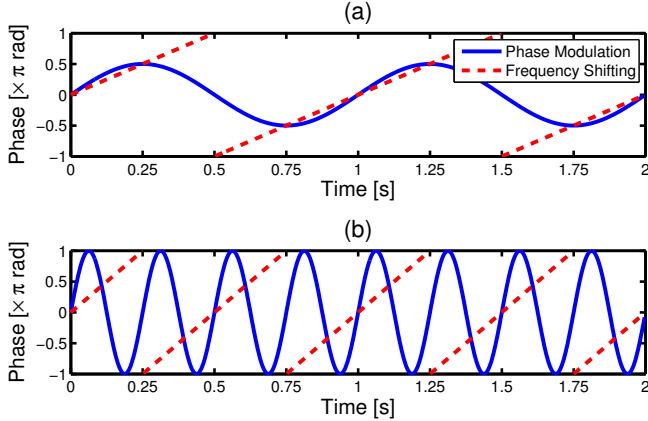 (a)
Phase [×π rad]
1
0.5
0
−0.5
−1
Phase Modulation
Frequency Shifting
0 0.25 0.5 0.75 1 1.25 1.5 1.75 2
Time [s]
(b)
Phase [×π rad]
1
0.5
0
−0.5
−1
0 0.25 0.5 0.75 1 1.25 1.5 1.75 2
Time [s]